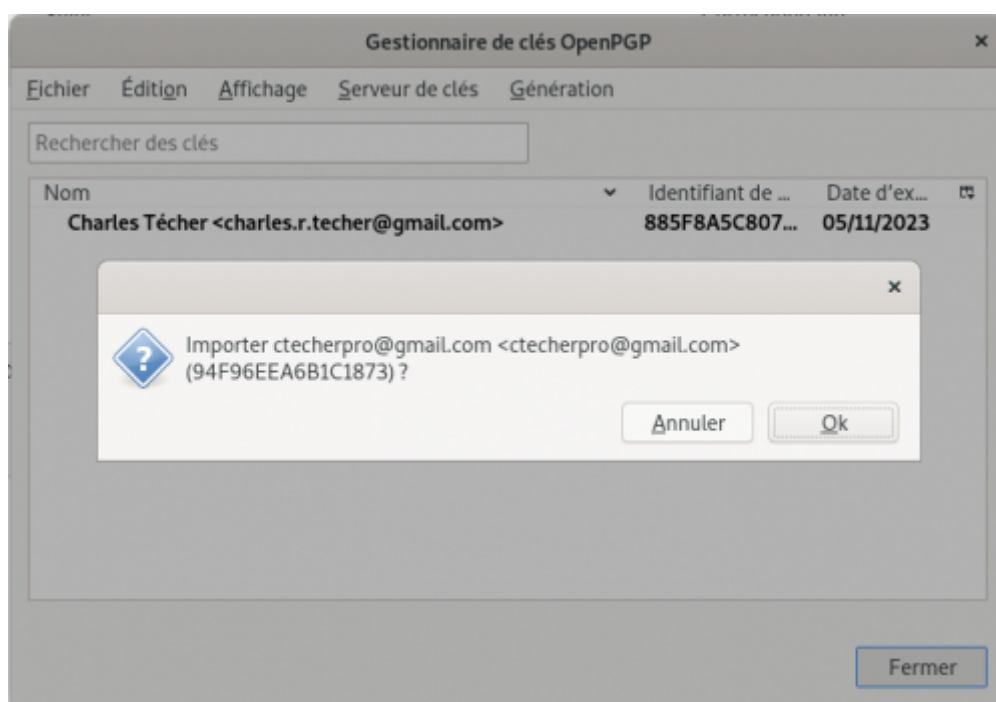 Gestionnaire de clés OpenPGP
Fichier Édition Affichage Serveur de clés Génération
Rechercher des clés
Nom Identifiant de ... Date d'ex...
Charles Técher <charles.r.techer@gmail.com> 885F8A5C807... 05/11/2023
Importer ctecherpro@gmail.com <ctecherpro@gmail.com>
(94F96EEA6B1C1873) ?
Annuler Ok
Fermer